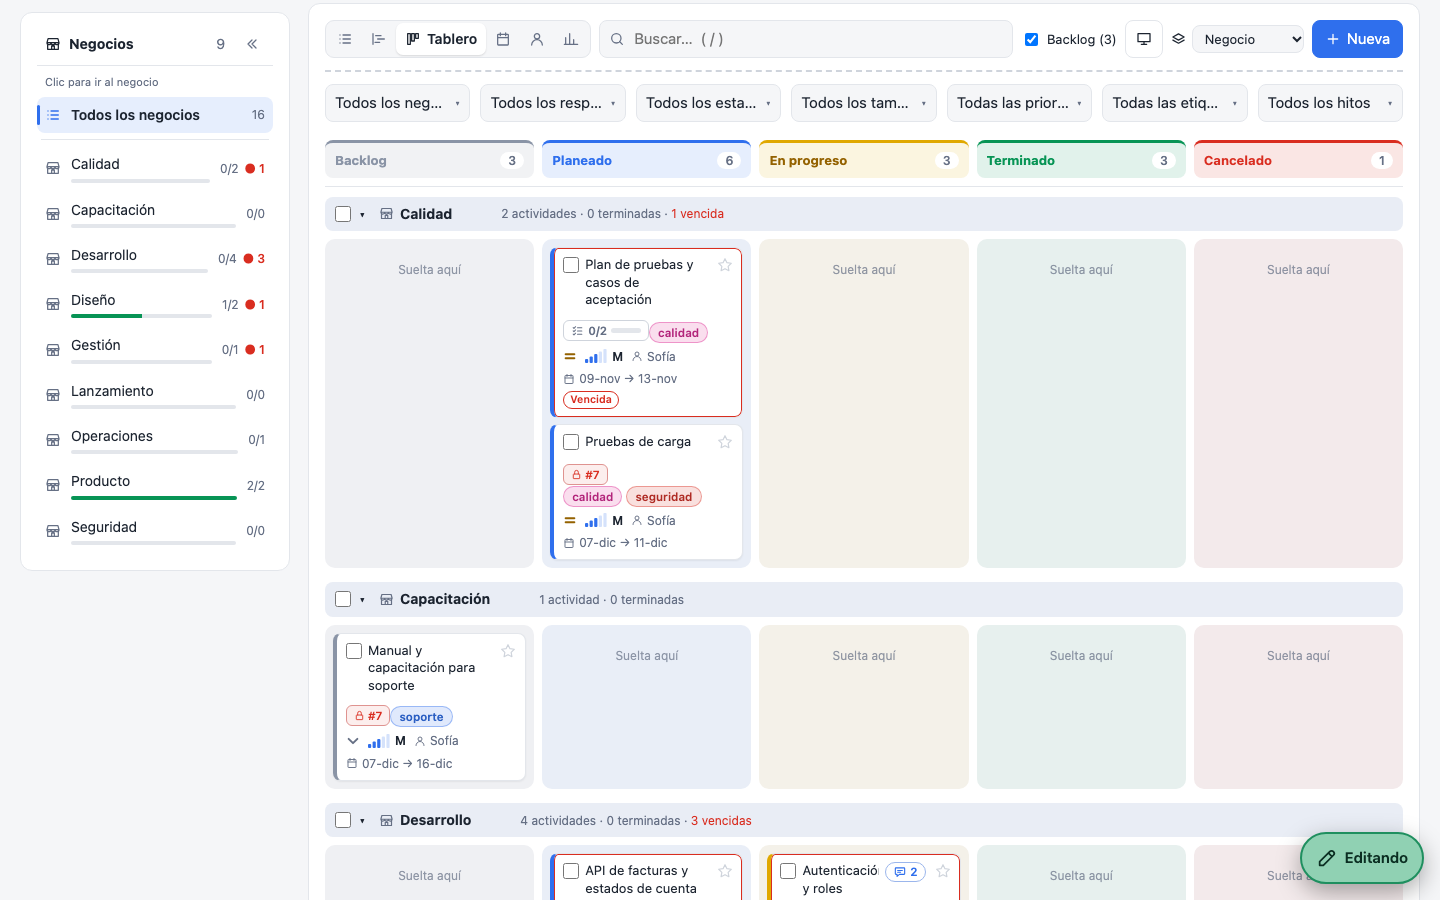 Negocios 9
Clic para ir al negocio
Todos los negocios 16
Calidad 0/2 1
Capacitación 0/0
Desarrollo 0/4 3
Diseño 1/2 1
Gestión 0/1 1
Lanzamiento 0/0
Operaciones 0/1
Producto 2/2
Seguridad 0/0
Tablero
Buscar... ( / )
Backlog (3)
Negocio
Nueva
Todos los neg...
Todos los resp...
Todos los esta...
Todos los tam...
Todas las prior...
Todas las etiq...
Todos los hitos
Backlog 3
Planeado 6
En progreso 3
Terminado 3
Cancelado 1
Calidad 2 actividades · 0 terminadas · 1 vencida
Suelta aquí
Plan de pruebas y
casos de
aceptación
0/2 calidad
M Sofía
09-nov → 13-nov
Vencida
Pruebas de carga
#7
calidad seguridad
M Sofía
07-dic → 11-dic
Suelta aquí
Suelta aquí
Suelta aquí
Capacitación 1 actividad · 0 terminadas
Manual y
capacitación para
soporte
#7 soporte
M Sofía
07-dic → 16-dic
Suelta aquí
Suelta aquí
Suelta aquí
Suelta aquí
Desarrollo 4 actividades · 0 terminadas · 3 vencidas
Suelta aquí
API de facturas y
estados de cuenta
Autenticació 2
y roles
Suelta aquí
Suelta a
Editando